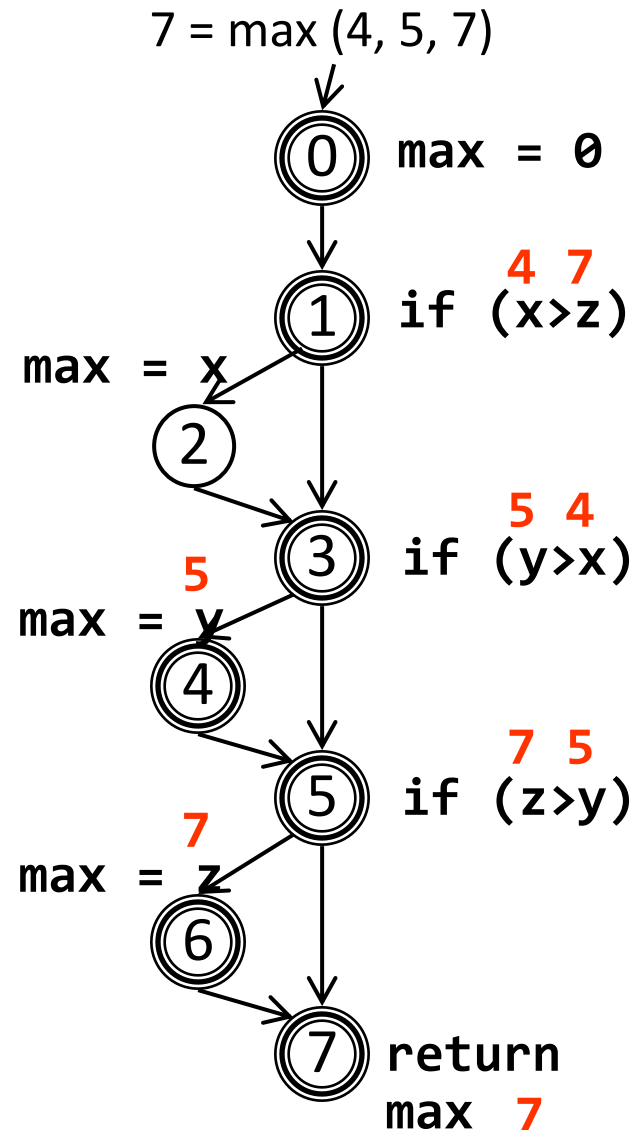 7 = max (4, 5, 7)
0 max = 0
4 7
1 if (x>z)
max = x
2
5 4
3 if (y>x)
5
max = y
4
7 5
5 if (z>y)
7
max = z
6
7 return
max 7